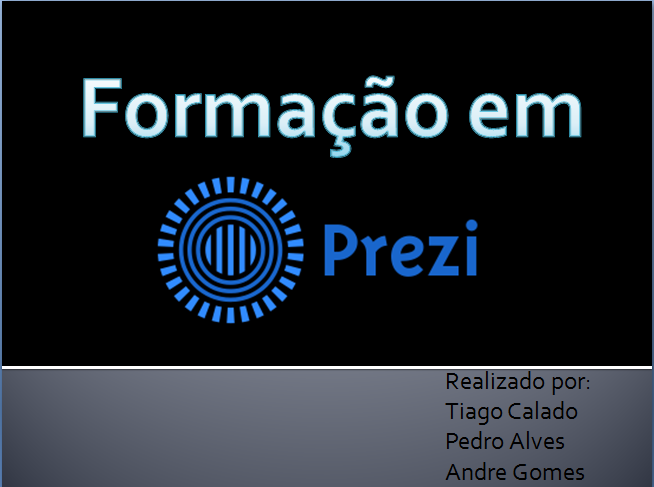 Formação em
Prezi
Realizado por:
Tiago Calado
Pedro Alves
Andre Gomes